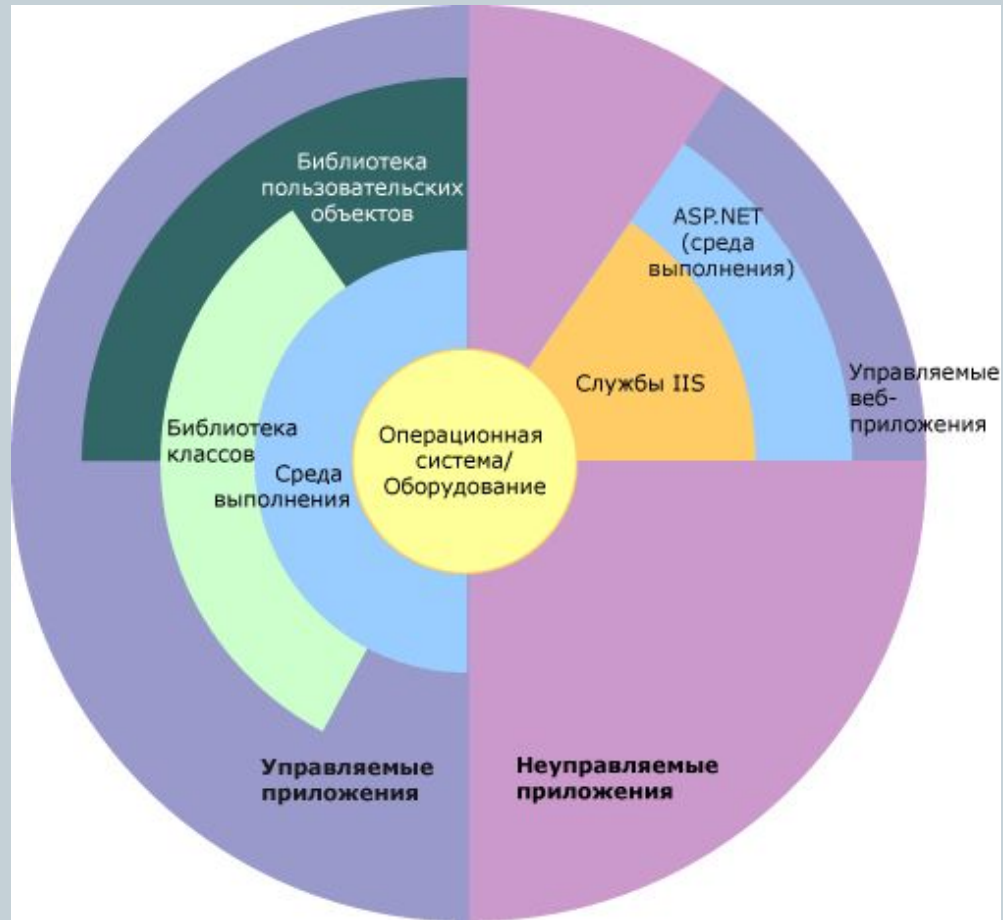 Библиотека
пользовательских
объектов
ASP.NET
(среда
выполнения)
Службы IIS
Управляемые
веб-
приложения
Библиотека
классов
Среда
выполнения
Операционная
система/
Оборудование
Управляемые
приложения
Неуправляемые
приложения